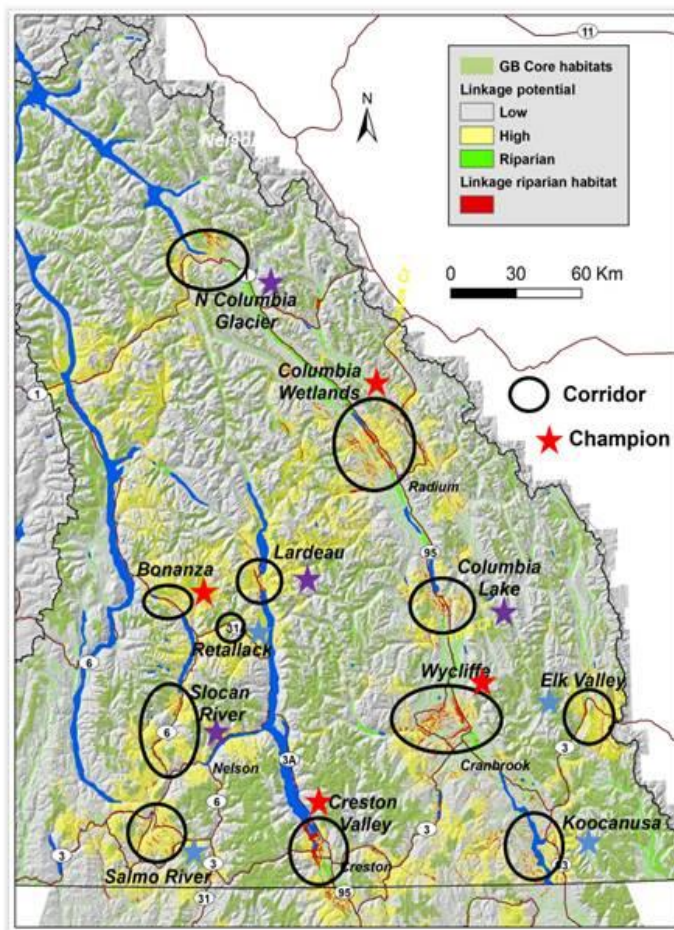 11
GB Core habitats
Linkage potential
Low
High
Riparian
Linkage riparian habitat
N
0 30 60 Km
N Columbia
Glacier
Columbia
Wetlands
Corridor
1
Champion
Radium
Lardeau
95
Columbia
Lake
Bonanza
31
Retallack
Wycliffe
Elk Valley
6
Slocan
River
6
3
Nelson
3A
Cranbrook
6
Creston
Valley
Koocanusa
3
3
3
Salmo River
Creston
93
31
95